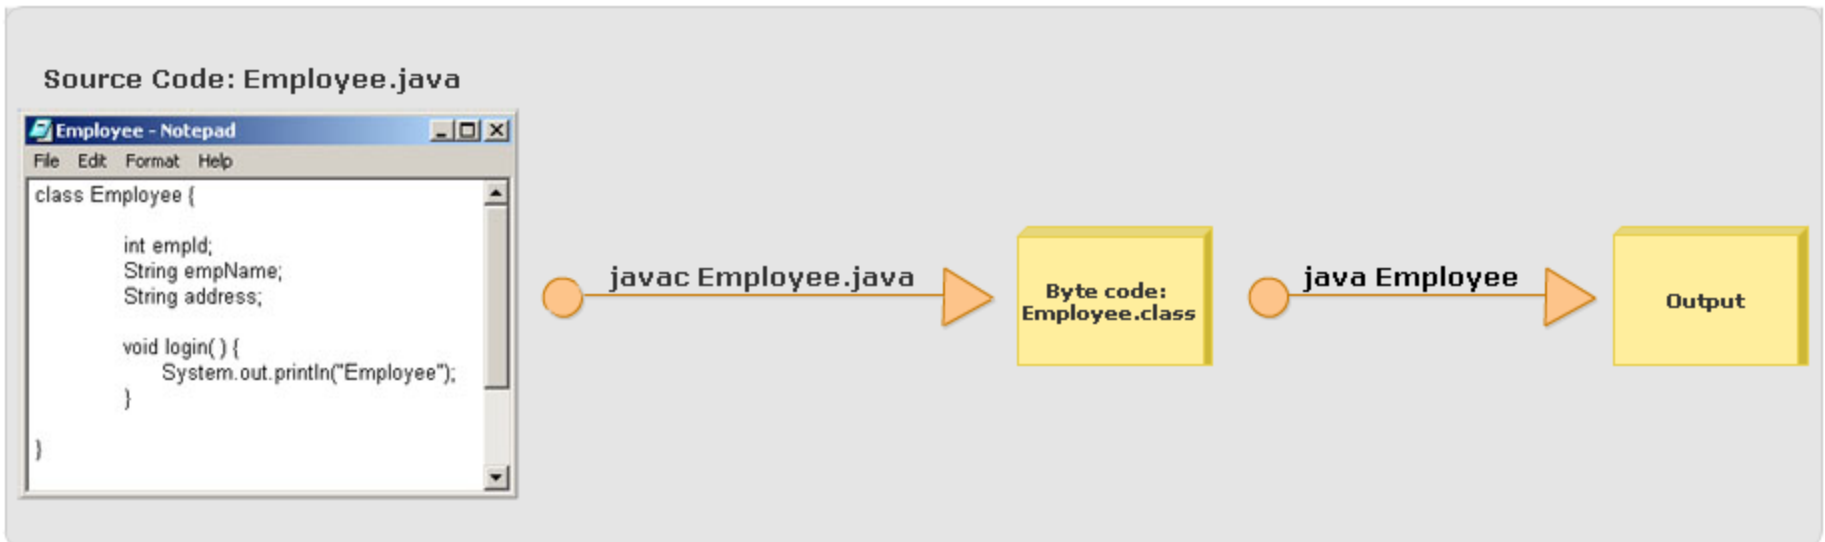 Source Code: Employee.java
Employee - Notepad
File Edit Format Help
class Employee {
int empId;
String empName;
String address;
void login( ) {
System.out.println("Employee");
}
}
javac Employee.java
Byte code:
Employee.class
java Employee
Output